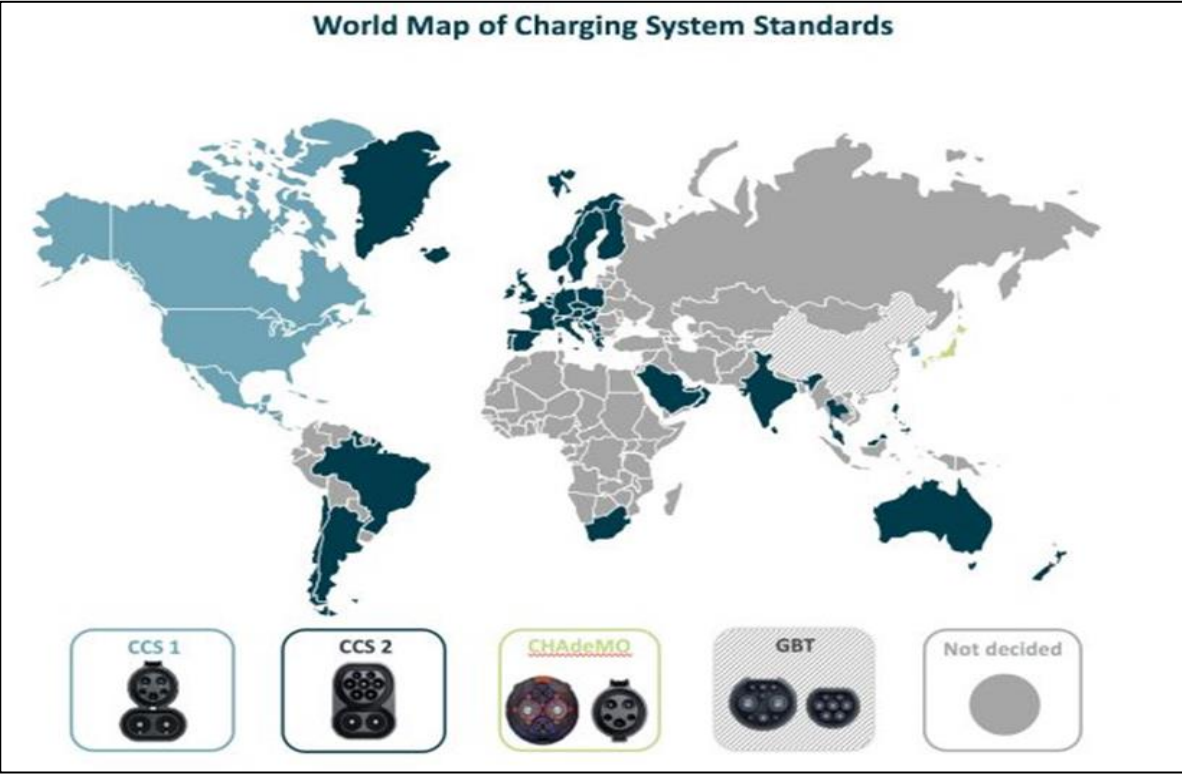 World Map of Charging System Standards
CCS 1
CCS 2
CHAdeMO
GBT
Not decided